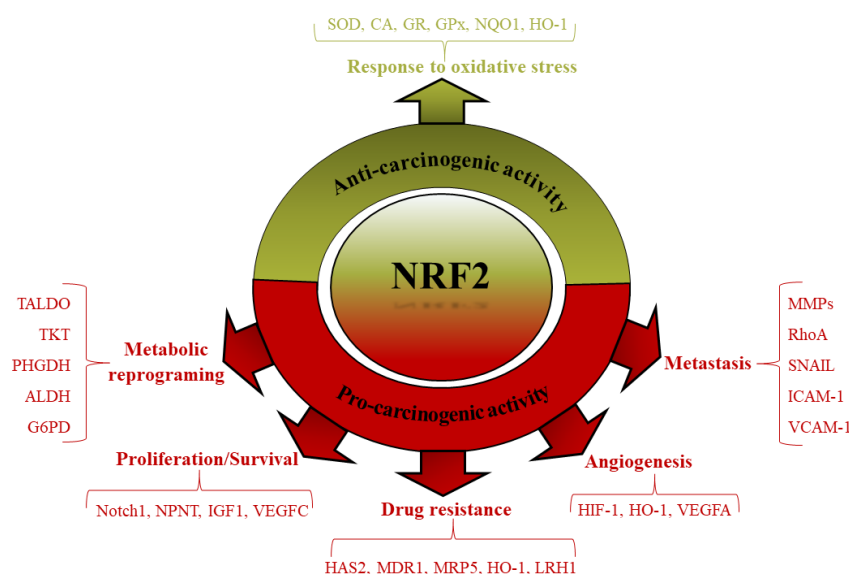 SOD, CA, GR, GPx, NQO1, HO-1
Response to oxidative stress
Anti-carcinogenic activity
NRF2
Pro-carcinogenic activity
TALDO
TKT
PHGDH
ALDH
G6PD
Metabolic
reprograming
MMPs
RhoA
SNAIL
ICAM-1
VCAM-1
Metastasis
Proliferation/Survival
Notch1, NPNT, IGF1, VEGFC
Angiogenesis
HIF-1, HO-1, VEGFA
Drug resistance
HAS2, MDR1, MRP5, HO-1, LRH1